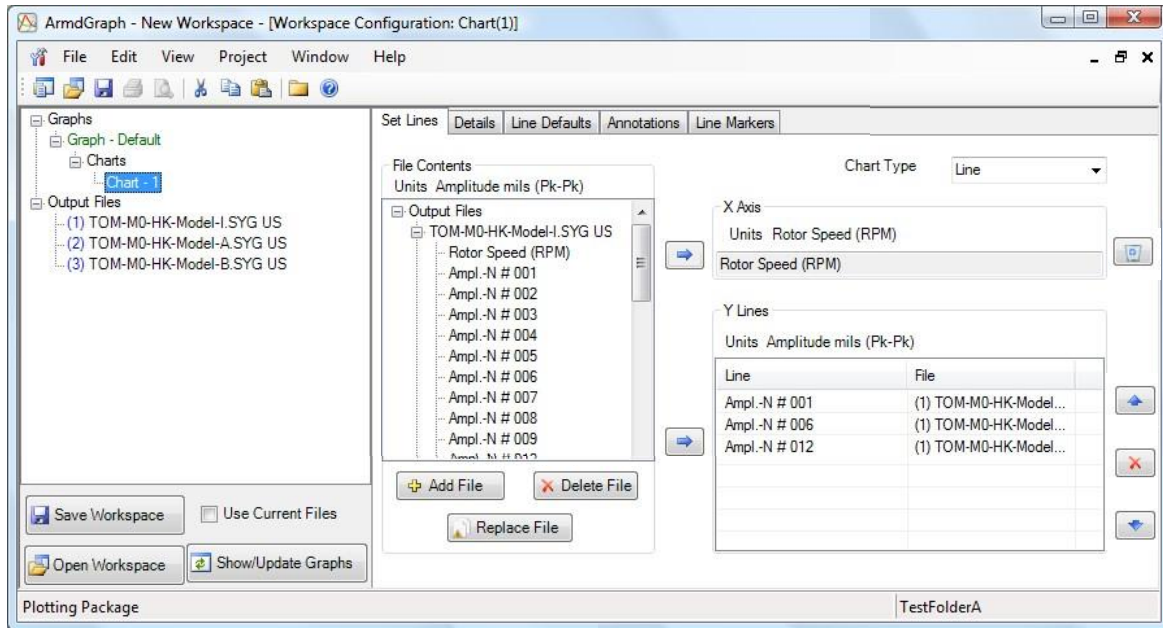 ArmdGraph - New Workspace - [Workspace Configuration: Chart(1)]
File Edit View Project Window Help
Graphs
Graph - Default
Charts
Chart - 1
Output Files
(1) TOM-M0-HK-Model-I.SYG US
(2) TOM-M0-HK-Model-A.SYG US
(3) TOM-M0-HK-Model-B.SYG US
Save Workspace
Use Current Files
Open Workspace
Show/Update Graphs
Set Lines Details Line Defaults Annotations Line Markers
File Contents
Units Amplitude mils (Pk-Pk)
Output Files
TOM-M0-HK-Model-I.SYG US
Rotor Speed (RPM)
Ampl.-N # 001
Ampl.-N # 002
Ampl.-N # 003
Ampl.-N # 004
Ampl.-N # 005
Ampl.-N # 006
Ampl.-N # 007
Ampl.-N # 008
Ampl.-N # 009
Ampl.-N # 012
Add File
Delete File
Replace File
Chart Type Line
X Axis
Units Rotor Speed (RPM)
Rotor Speed (RPM)
Y Lines
Units Amplitude mils (Pk-Pk)
Line File
Ampl.-N # 001 (1) TOM-M0-HK-Model...
Ampl.-N # 006 (1) TOM-M0-HK-Model...
Ampl.-N # 012 (1) TOM-M0-HK-Model...
Plotting Package
TestFolderA